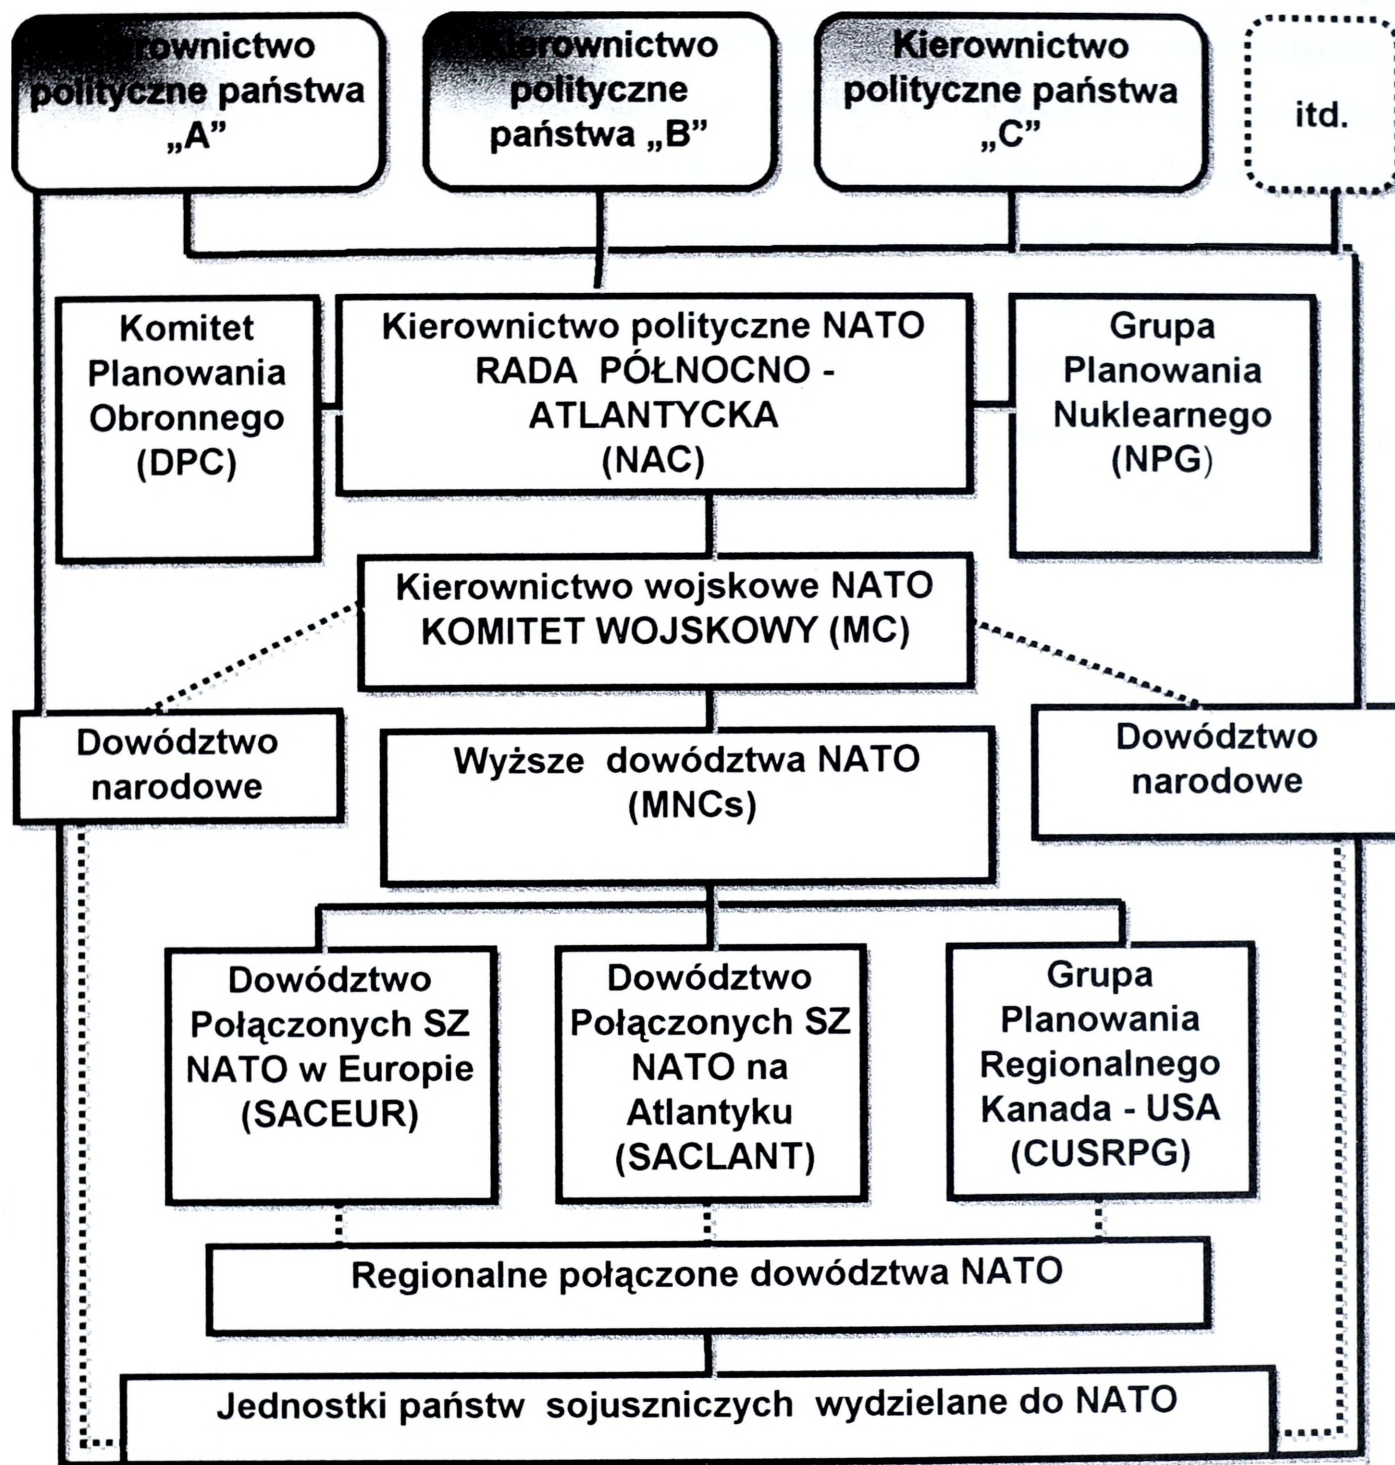 Kierownictwo
polityczne państwa
„A”
Kierownictwo
polityczne
państwa „B”
Kierownictwo
polityczne państwa
„C”
itd.
Komitet
Planowania
Obronnego
(DPC)
Kierownictwo polityczne NATO
RADA PÓŁNOCNO -
ATLANTYCKA
(NAC)
Grupa
Planowania
Nuklearnego
(NPG)
Kierownictwo wojskowe NATO
KOMITET WOJSKOWY (MC)
Dowództwo
narodowe
Wyższe dowództwa NATO
(MNCs)
Dowództwo
narodowe
Dowództwo
Połączonych SZ
NATO w Europie
(SACEUR)
Dowództwo
Połączonych SZ
NATO na
Atlantyku
(SACLANT)
Grupa
Planowania
Regionalnego
Kanada - USA
(CUSRPG)
Regionalne połączone dowództwa NATO
Jednostki państw sojuszniczych wydzielane do NATO